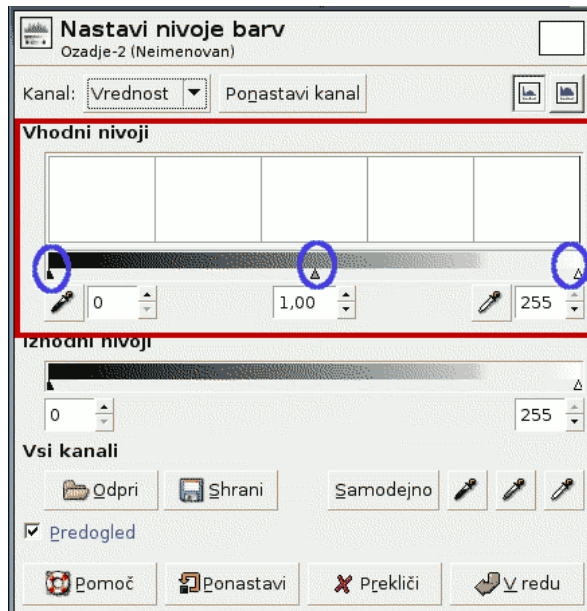 Nastavi nivoje barv
Ozadje-2 (Neimenovan)
Kanal: Vrednost Ponastavi kanal
Vhodni nivoji
0 1,00 255
Izhodni nivoji
0 255
Vsi kanali
Odpri Shrani Samodejno
Predogled
Pomoč Ponastavi Prekliči V redu